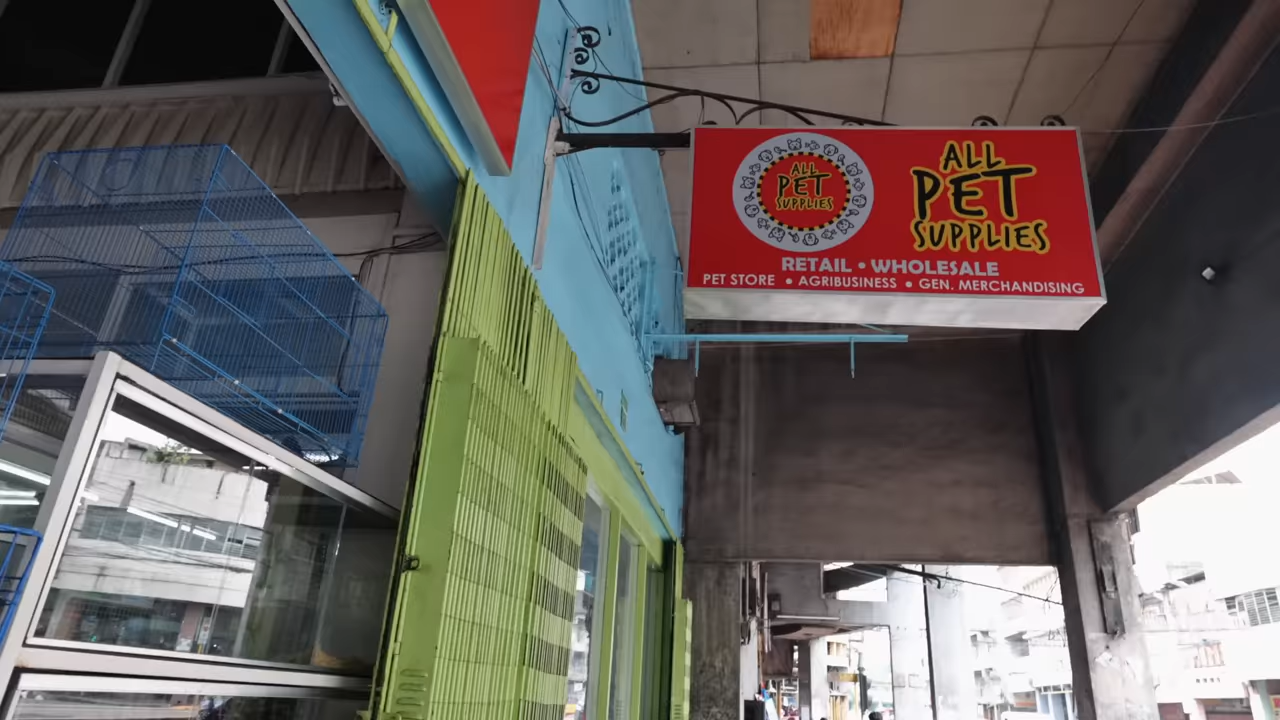 ALL
PET
SUPPLIES
ALL
PET
SUPPLIES
RETAIL • WHOLESALE
PET STORE • AGRIBUSINESS • GEN. MERCHANDISING